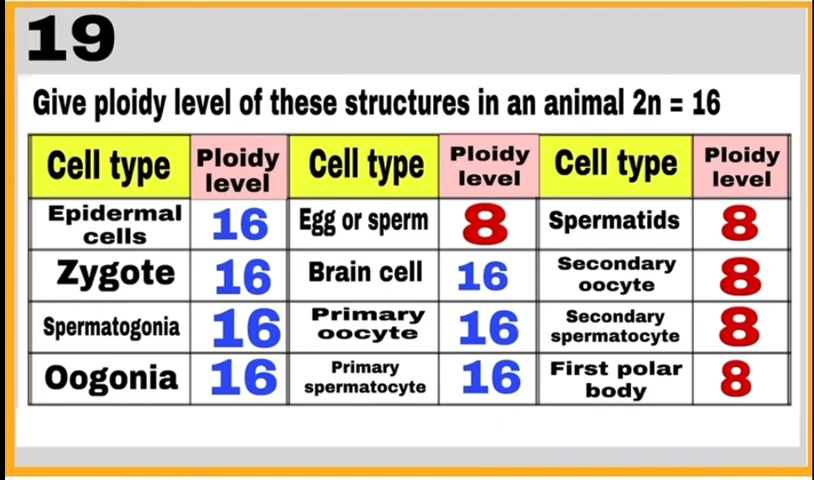 19
Give ploidy level of these structures in an animal 2n = 16
Cell type Ploidy level Cell type Ploidy level Cell type Ploidy level
Epidermal cells 16 Egg or sperm 8 Spermatids 8
Zygote 16 Brain cell 16 Secondary oocyte 8
Spermatogonia 16 Primary oocyte 16 Secondary spermatocyte 8
Oogonia 16 Primary spermatocyte 16 First polar body 8